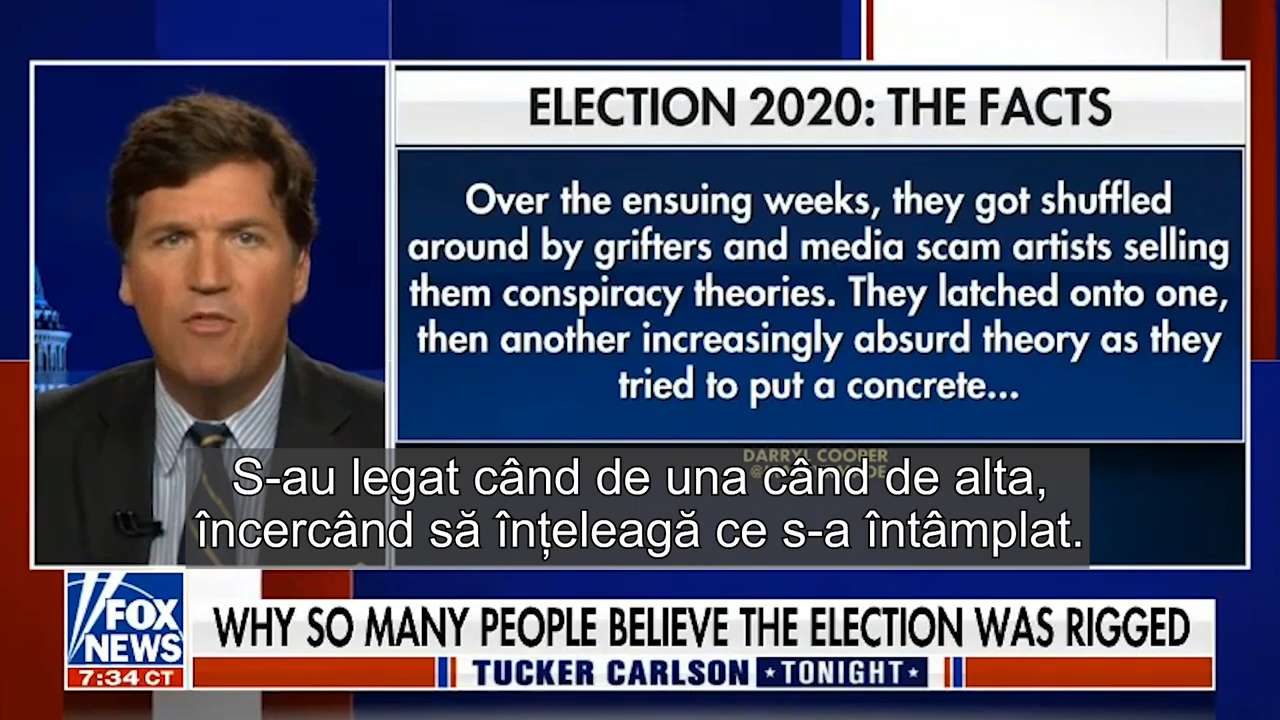 ELECTION 2020: THE FACTS
Over the ensuing weeks, they got shuffled
around by grifters and media scam artists selling
them conspiracy theories. They latched onto one,
then another increasingly absurd theory as they
tried to put a concrete...
DARRYL COOPER
S-au legat când de una când de alta,
încercând să înțeleagă ce s-a întâmplat.
FOX
NEWS
7:34 CT
WHY SO MANY PEOPLE BELIEVE THE ELECTION WAS RIGGED
TUCKER CARLSON TONIGHT